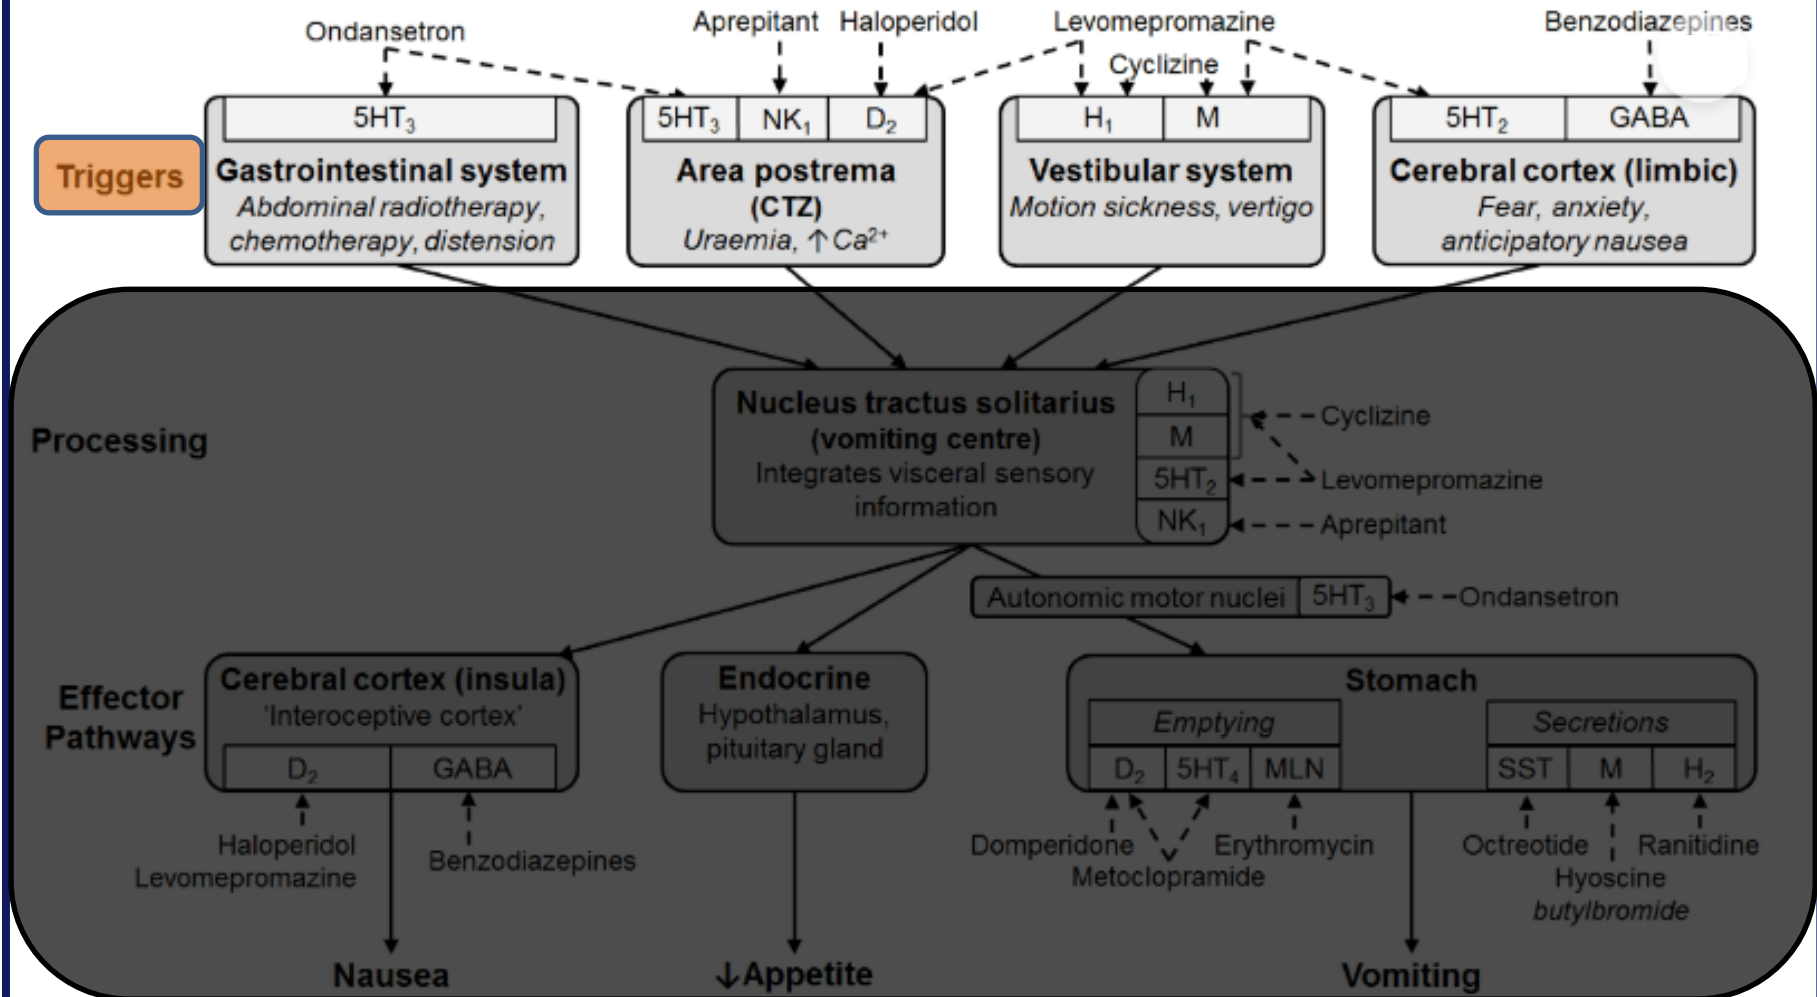 Ondansetron
Aprepitant
Haloperidol
Levomepromazine
Benzodiazepines
Cyclizine
5HT₃
5HT₃ NK₁ D₂
H₁ M
5HT₂ GABA
Triggers
Gastrointestinal system
Abdominal radiotherapy,
chemotherapy, distension
Area postrema
(CTZ)
Uraemia, ↑Ca²⁺
Vestibular system
Motion sickness, vertigo
Cerebral cortex (limbic)
Fear, anxiety,
anticipatory nausea
Processing
Nucleus tractus solitarius
(vomiting centre)
Integrates visceral sensory
information
H₁
M
5HT₂
NK₁
Cyclizine
Levomepromazine
Aprepitant
Autonomic motor nuclei 5HT₃
Ondansetron
Effector
Pathways
Cerebral cortex (insula)
‘Interoceptive cortex’
D₂ GABA
Haloperidol
Levomepromazine
Benzodiazepines
Endocrine
Hypothalamus,
pituitary gland
Stomach
Emptying
D₂ 5HT₄ MLN
Secretions
SST M H₂
Domperidone
Metoclopramide
Erythromycin
Octreotide
Hyoscine
butylbromide
Ranitidine
Nausea
↓Appetite
Vomiting